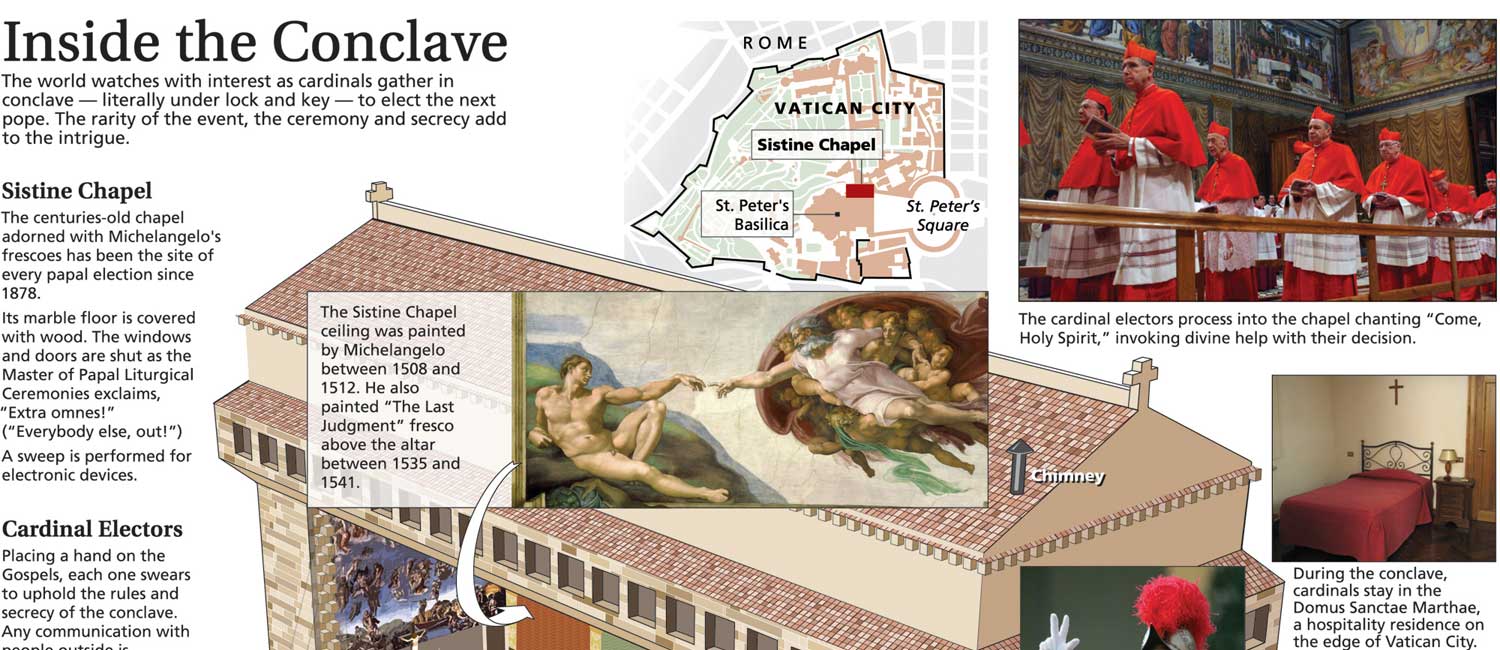 Inside the Conclave
The world watches with interest as cardinals gather in
conclave — literally under lock and key — to elect the next
pope. The rarity of the event, the ceremony and secrecy add
to the intrigue.
Sistine Chapel
The centuries-old chapel
adorned with Michelangelo's
frescoes has been the site of
every papal election since
1878.
Its marble floor is covered
with wood. The windows
and doors are shut as the
Master of Papal Liturgical
Ceremonies exclaims,
“Extra omnes!”
(“Everybody else, out!”)
A sweep is performed for
electronic devices.
Cardinal Electors
Placing a hand on the
Gospels, each one swears
to uphold the rules and
secrecy of the conclave.
Any communication with
people outside is
The Sistine Chapel
ceiling was painted
by Michelangelo
between 1508 and
1512. He also
painted “The Last
Judgment” fresco
above the altar
between 1535 and
1541.
ROME
VATICAN CITY
Sistine Chapel
St. Peter's
Basilica
St. Peter’s
Square
Chimney
The cardinal electors process into the chapel chanting “Come,
Holy Spirit,” invoking divine help with their decision.
During the conclave,
cardinals stay in the
Domus Sanctae Marthae,
a hospitality residence on
the edge of Vatican City.